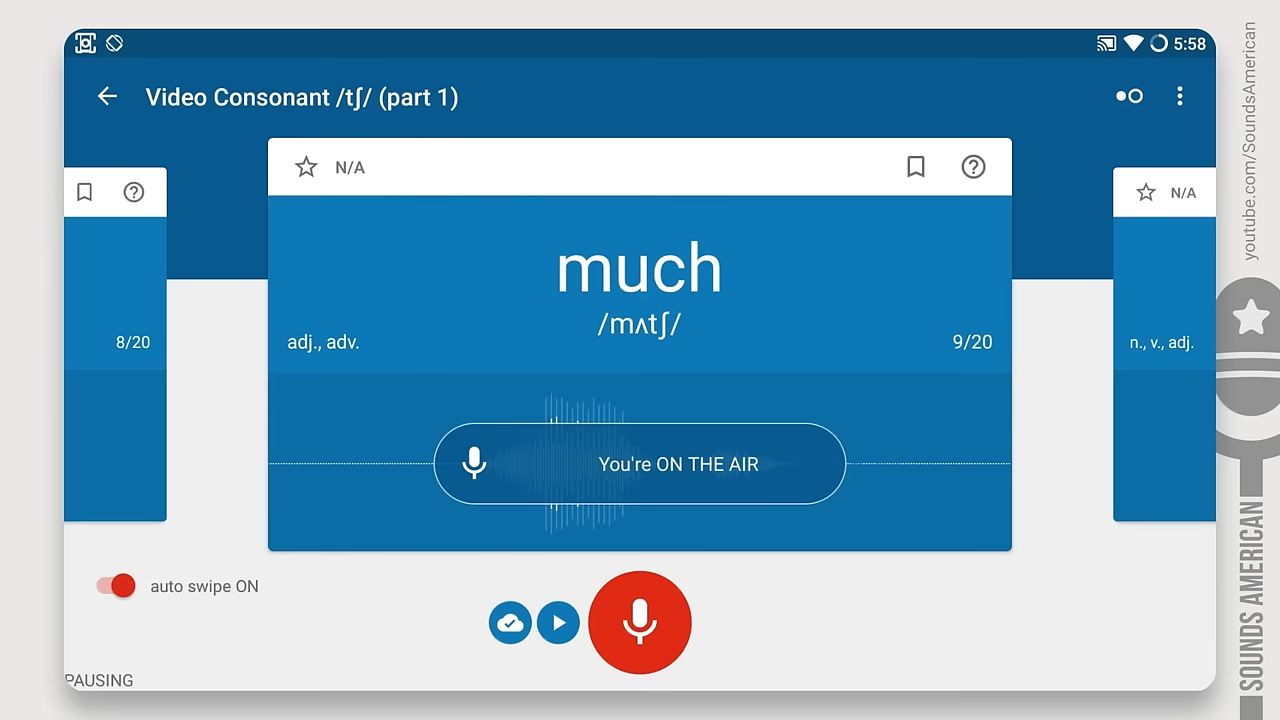 5:58
Video Consonant /tʃ/ (part 1)
N/A
N/A
much
/mʌtʃ/
8/20
adj., adv.
9/20
n., v., adj.
You're ON THE AIR
auto swipe ON
PAUSING
youtube.com/SoundsAmerican
SOUNDS AMERICAN